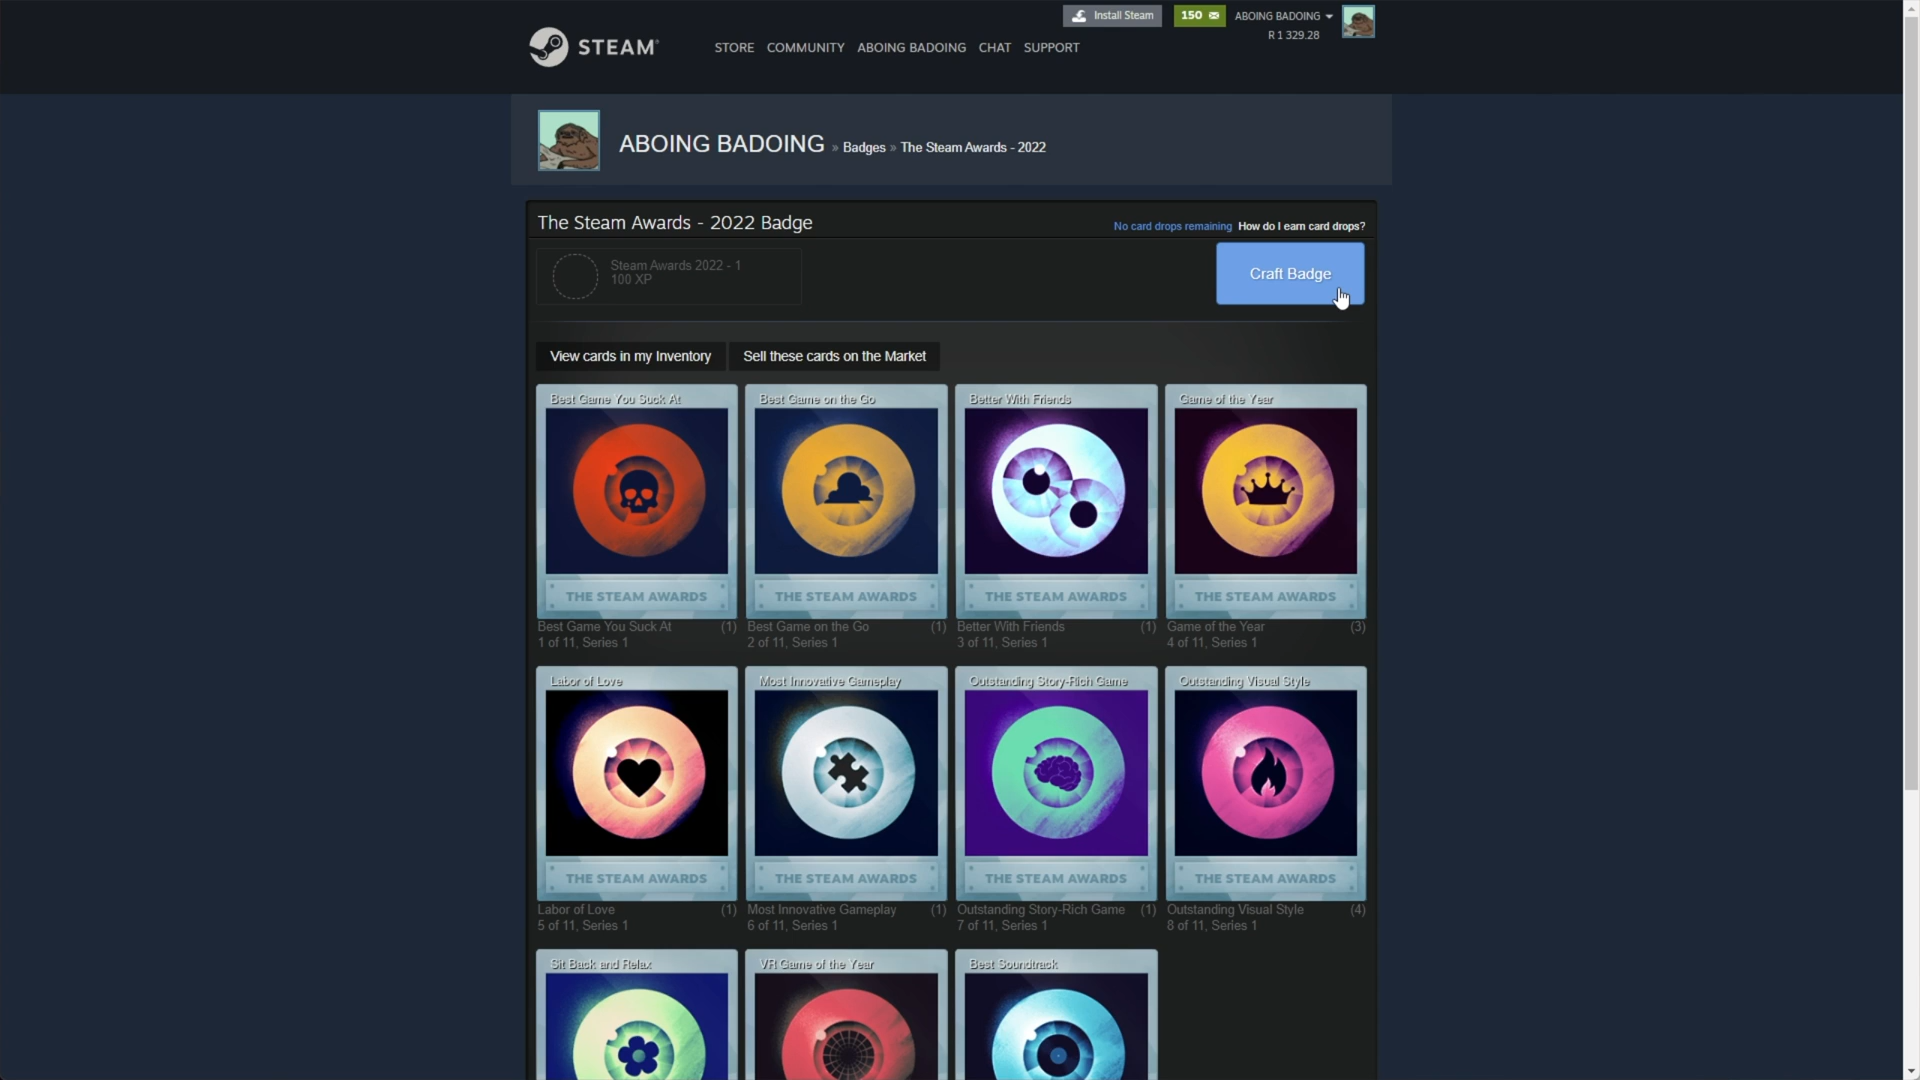 Install Steam
150
ABOING BADOING
R 1 329.28
STEAM®
STORE COMMUNITY ABOING BADOING CHAT SUPPORT
ABOING BADOING » Badges » The Steam Awards - 2022
The Steam Awards - 2022 Badge
No card drops remaining How do I earn card drops?
Steam Awards 2022 - 1
100 XP
Craft Badge
View cards in my Inventory
Sell these cards on the Market
Best Game You Suck At
THE STEAM AWARDS
Best Game You Suck At (1)
1 of 11, Series 1
Best Game on the Go
THE STEAM AWARDS
Best Game on the Go (1)
2 of 11, Series 1
Better With Friends
THE STEAM AWARDS
Better With Friends (1)
3 of 11, Series 1
Game of the Year
THE STEAM AWARDS
Game of the Year (3)
4 of 11, Series 1
Labor of Love
THE STEAM AWARDS
Labor of Love (1)
5 of 11, Series 1
Most Innovative Gameplay
THE STEAM AWARDS
Most Innovative Gameplay (1)
6 of 11, Series 1
Outstanding Story-Rich Game
THE STEAM AWARDS
Outstanding Story-Rich Game (1)
7 of 11, Series 1
Outstanding Visual Style
THE STEAM AWARDS
Outstanding Visual Style (4)
8 of 11, Series 1
Sit Back and Relax
VR Game of the Year
Best Soundtrack